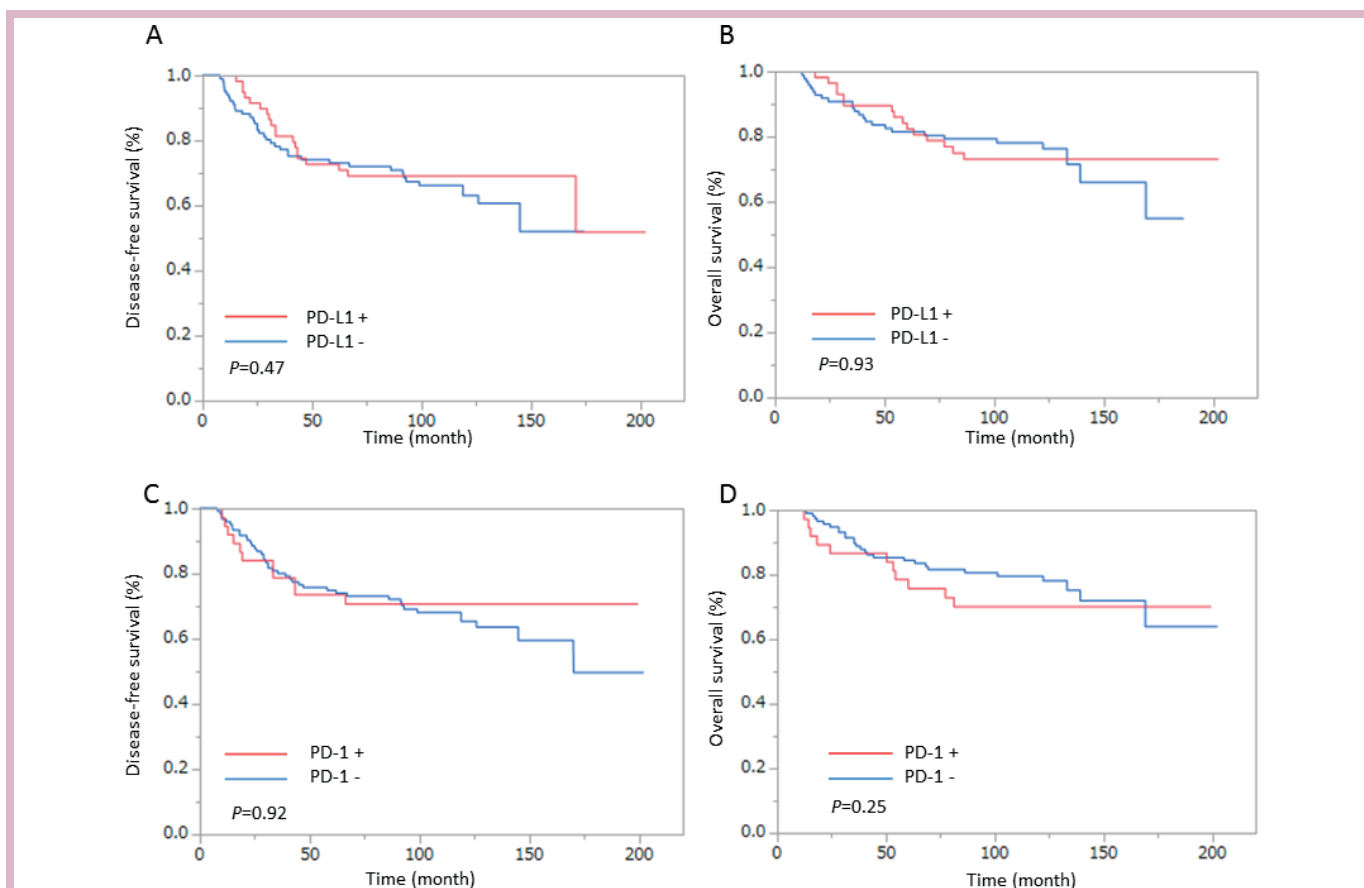 A
Disease-free survival (%)
1.0
0.8
0.6
0.4
0.2
0.0
PD-L1 +
PD-L1 -
P=0.47
0 50 100 150 200
Time (month)
B
Overall survival (%)
1.0
0.8
0.6
0.4
0.2
0.0
PD-L1 +
PD-L1 -
P=0.93
0 50 100 150 200
Time (month)
C
Disease-free survival (%)
1.0
0.8
0.6
0.4
0.2
0.0
PD-1 +
PD-1 -
P=0.92
0 50 100 150 200
Time (month)
D
Overall survival (%)
1.0
0.8
0.6
0.4
0.2
0.0
PD-1 +
PD-1 -
P=0.25
0 50 100 150 200
Time (month)